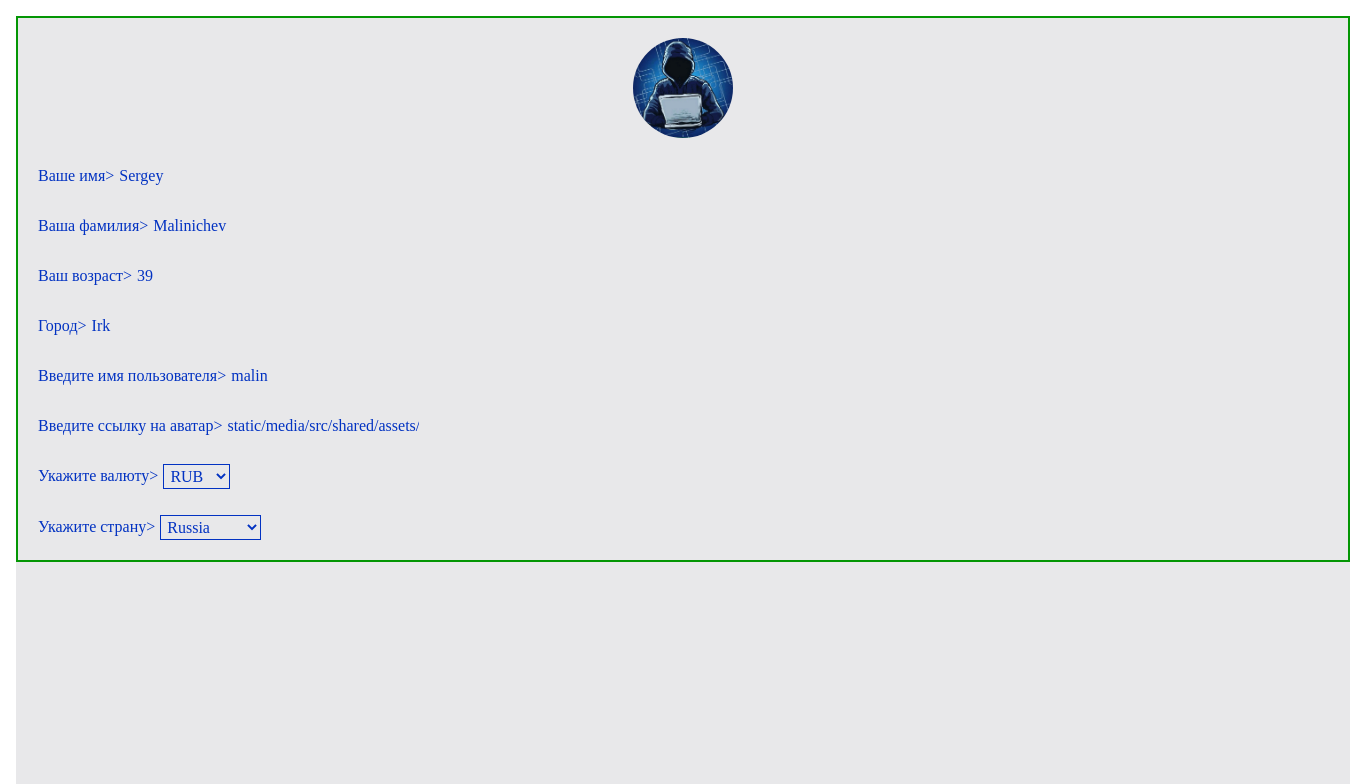 Ваше имя> Sergey
Ваша фамилия> Malinichev
Ваш возраст> 39
Город> Irk
Введите имя пользователя> malin
Введите ссылку на аватар> static/media/src/shared/assets/
Укажите валюту> RUB
Укажите страну> Russia